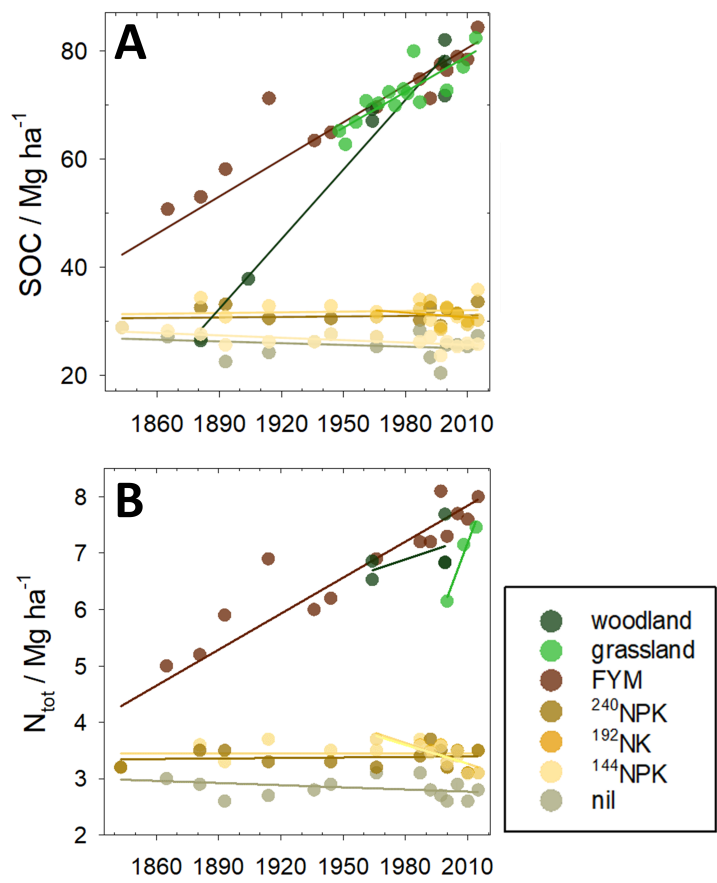 A
SOC / Mg ha⁻¹
80
60
40
20
1860 1890 1920 1950 1980 2010
B
Nₜₒₜ / Mg ha⁻¹
8
7
6
5
4
3
2
1860 1890 1920 1950 1980 2010
woodland
grassland
FYM
²⁴⁰NPK
¹⁹²NK
¹⁴⁴NPK
nil